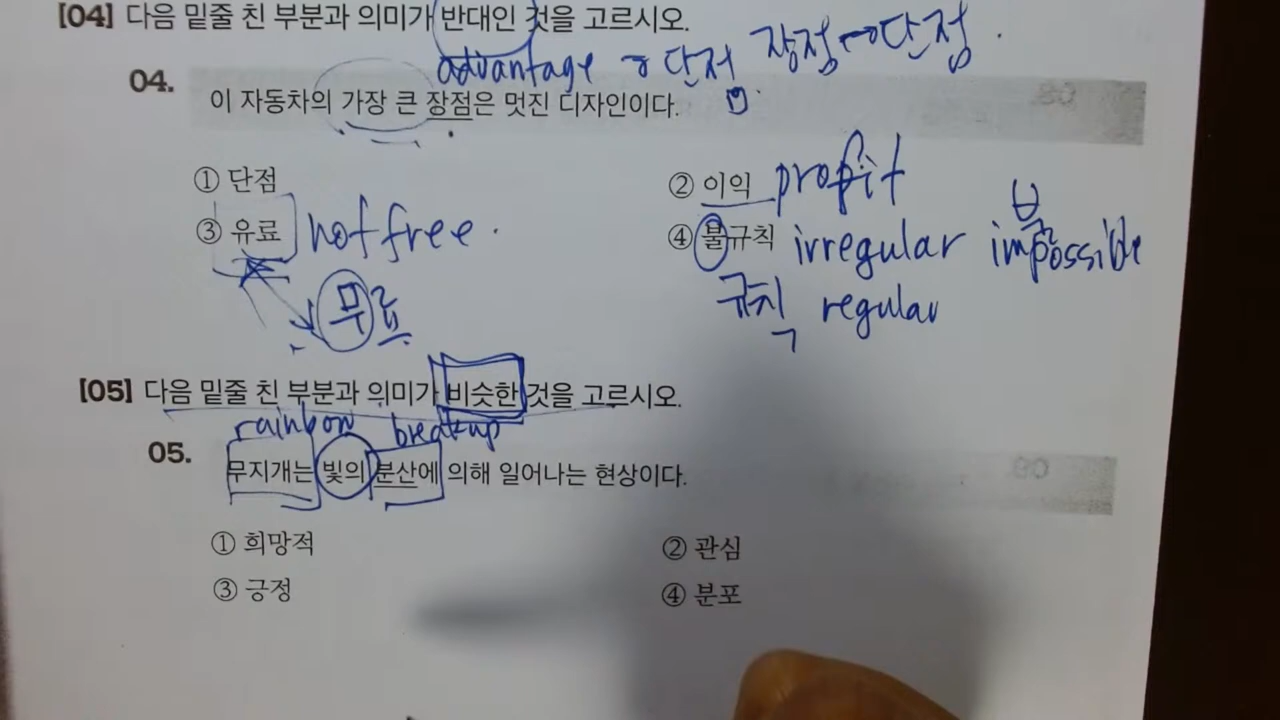 [04] 다음 밑줄 친 부분과 의미가 반대인 것을 고르시오.
advantage ↔ 단점 장점↔단점.
04.
이 자동차의 가장 큰 장점은 멋진 디자인이다.
① 단점
② 이익 profit
③ 유료 not free.
④ 불규칙 irregular impossible
불
무료
규칙 regular
[05] 다음 밑줄 친 부분과 의미가 비슷한 것을 고르시오.
rainbow break up
05.
무지개는 빛의 분산에 의해 일어나는 현상이다.
① 희망적
② 관심
③ 긍정
④ 분포